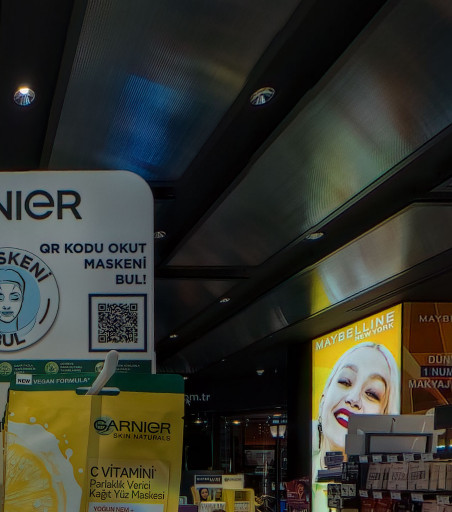 NIER
QR KODU OKUT
MASKENİ
BUL!
MASKENİ
BUL
NEW VEGAN FORMULA
GARNIER
SKIN NATURALS
C VİTAMİNİ
Parlaklık Verici
Kağıt Yüz Maskesi
MAYBELLINE
NEW YORK
MAYB
DÜN
1 NUM
MAKYAJ